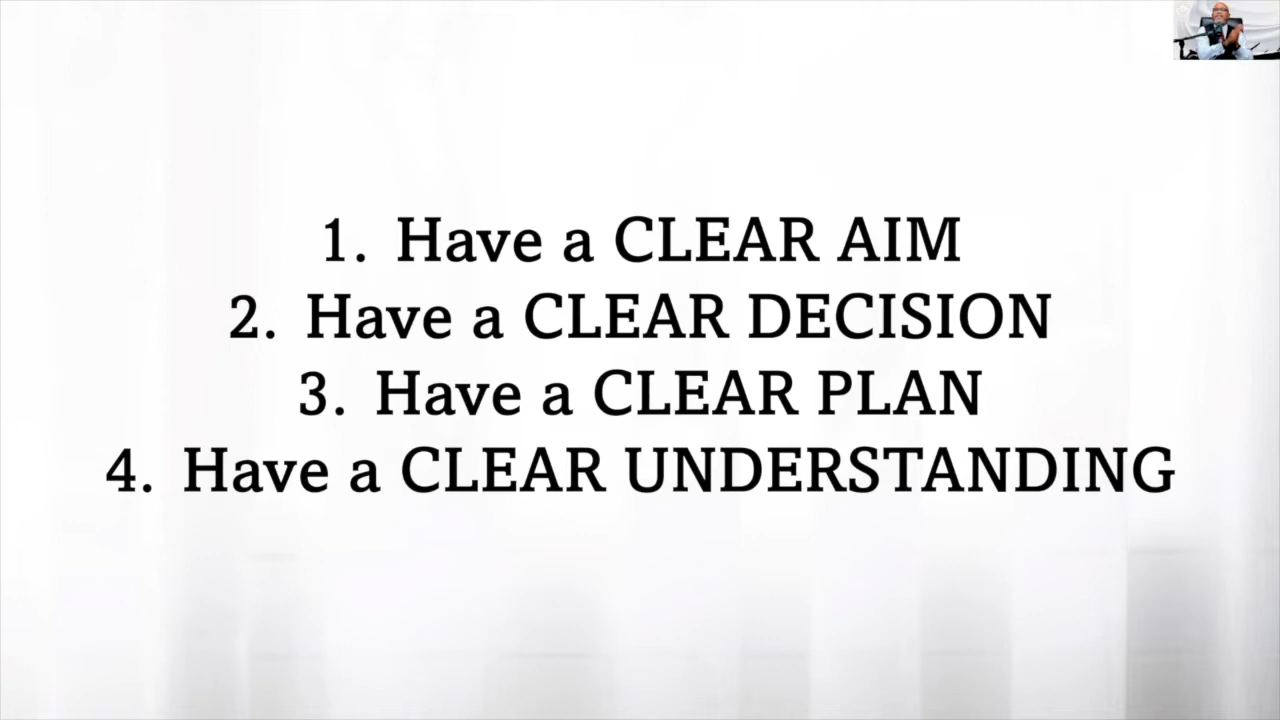 1. Have a CLEAR AIM
2. Have a CLEAR DECISION
3. Have a CLEAR PLAN
4. Have a CLEAR UNDERSTANDING